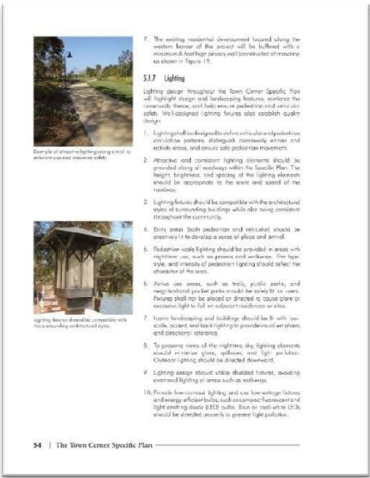 7. The existing residential development located along the
western border of the project will be buffered with a
minimum 6 foot high privacy wall (constructed of masonry)
as shown in Figure 19.
5.1.7 Lighting
Lighting design throughout the Town Center Specific Plan
will highlight design and landscaping features, reinforce the
community theme, and help ensure pedestrian and vehicular
safety. Well-designed lighting fixtures also establish quality
design.
1. Lighting shall be designed to define vehicular and pedestrian
circulation patterns, distinguish community entries and
activity areas, and ensure safe pedestrian movement.
Example of attractive lighting along a trail to
enhance use and maximize safety.
2. Attractive and consistent lighting elements should be
provided along all roadways within the Specific Plan. The
height, brightness, and spacing of the lighting elements
should be appropriate to the scale and speed of the
roadway.
3. Lighting fixtures should be compatible with the architectural
styles of surrounding buildings while also being consistent
throughout the community.
4. Entry areas (both pedestrian and vehicular) should be
creatively lit to develop a sense of place and arrival.
5. Pedestrian scale lighting should be provided in areas with
nighttime use, such as passes and walkways. The type,
style, and intensity of pedestrian lighting should reflect the
character of the area.
6. Active use areas, such as trails, public parks, and
neighborhood pocket parks should be safely lit for users.
Fixtures shall not be placed or directed to cause glare or
excessive light to fall on adjacent residences or areas.
Lighting fixtures should be compatible with
the surrounding architectural styles.
7. Iconic landscaping and buildings should be lit with low-
scale, accent, and back lighting to provide visual emphasis
and directional reference.
8. To preserve views of the nighttime sky, lighting elements
should minimize glare, spillover, and light pollution.
Outdoor lighting should be directed downward.
9. Lighting design should utilize shielded fixtures, avoiding
overhead lighting of areas such as walkways.
10. Provide low-contrast lighting and use low-voltage fixtures
and energy efficient bulbs, such as compact fluorescent and
light emitting diode (LED) bulbs. Blue or cool-white LEDs
should be shielded properly to prevent light pollution.
54 | The Town Center Specific Plan